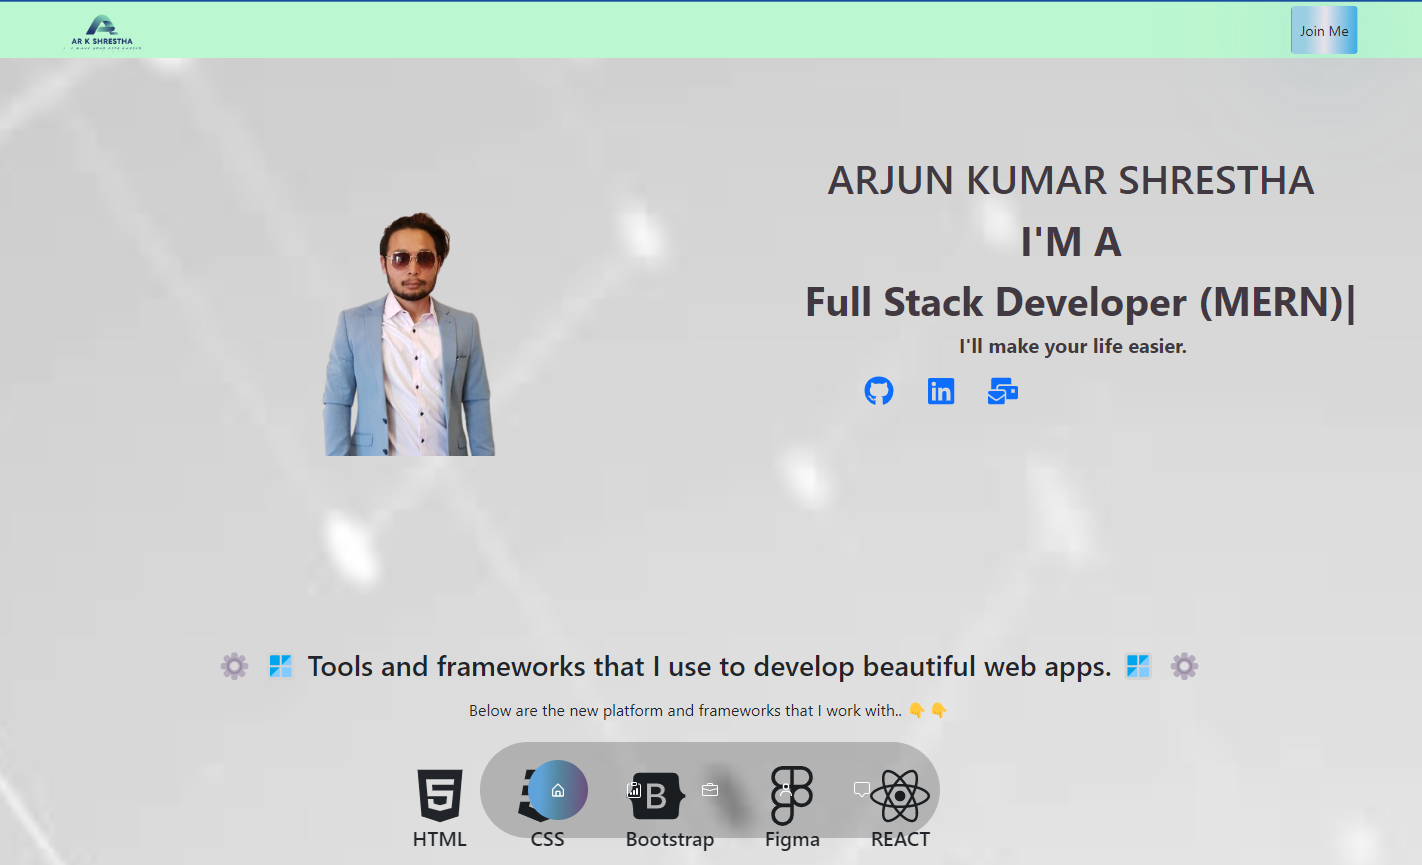 AR K SHRESTHA
Join Me
ARJUN KUMAR SHRESTHA
I'M A
Full Stack Developer (MERN)|
I'll make your life easier.
Tools and frameworks that I use to develop beautiful web apps.
Below are the new platform and frameworks that I work with.. 👇👇
HTML
CSS
Bootstrap
Figma
REACT